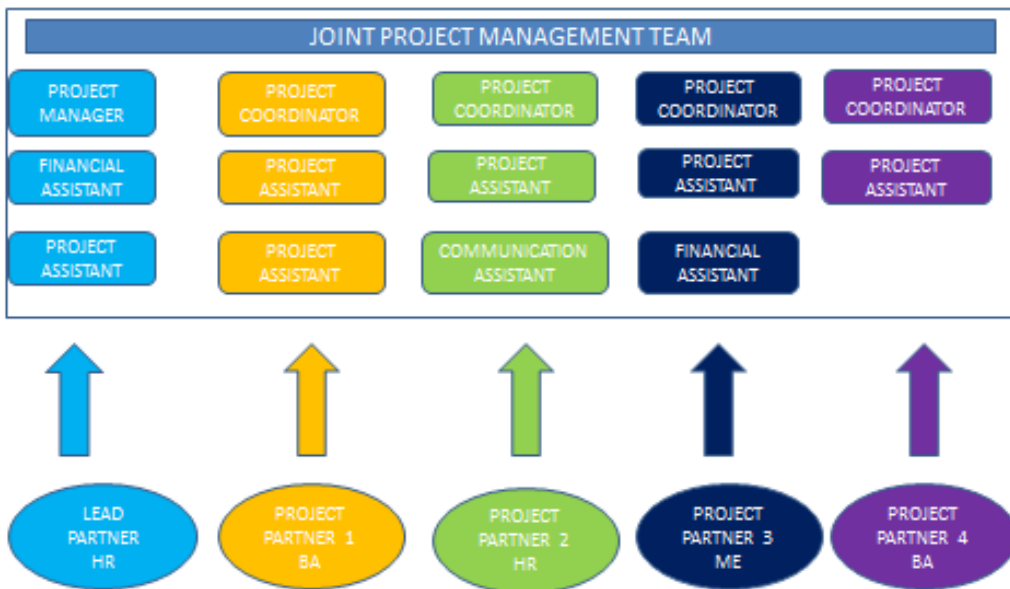 JOINT PROJECT MANAGEMENT TEAM
PROJECT
MANAGER
PROJECT
COORDINATOR
PROJECT
COORDINATOR
PROJECT
COORDINATOR
PROJECT
COORDINATOR
FINANCIAL
ASSISTANT
PROJECT
ASSISTANT
PROJECT
ASSISTANT
PROJECT
ASSISTANT
PROJECT
ASSISTANT
PROJECT
ASSISTANT
PROJECT
ASSISTANT
COMMUNICATION
ASSISTANT
FINANCIAL
ASSISTANT
LEAD
PARTNER
HR
PROJECT
PARTNER 1
BA
PROJECT
PARTNER 2
HR
PROJECT
PARTNER 3
ME
PROJECT
PARTNER 4
BA